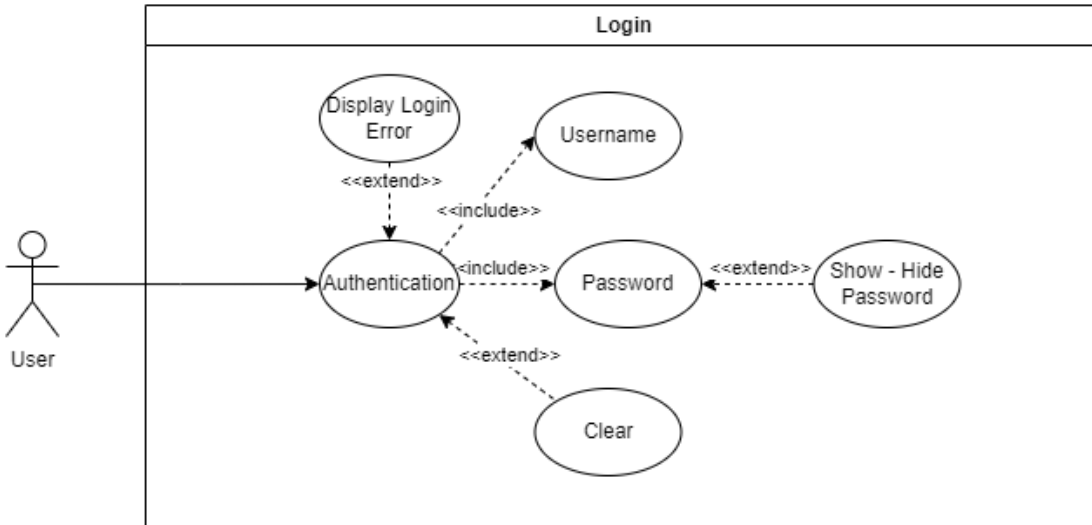 Login
Display Login
Error
Username
<<extend>>
<<include>>
Authentication
<include>>
Password
<<extend>>
Show - Hide
Password
User
<<extend>>
Clear